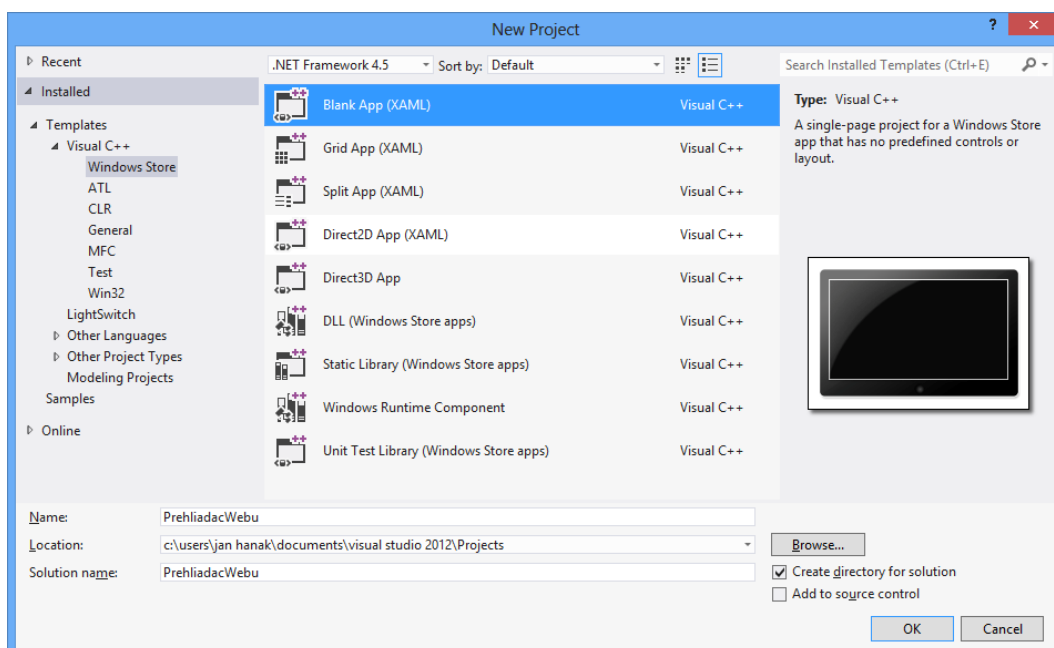 New Project
?
Recent
Installed
Templates
Visual C++
Windows Store
ATL
CLR
General
MFC
Test
Win32
LightSwitch
Other Languages
Other Project Types
Modeling Projects
Samples
Online
.NET Framework 4.5 Sort by: Default
Blank App (XAML) Visual C++
Grid App (XAML) Visual C++
Split App (XAML) Visual C++
Direct2D App (XAML) Visual C++
Direct3D App Visual C++
DLL (Windows Store apps) Visual C++
Static Library (Windows Store apps) Visual C++
Windows Runtime Component Visual C++
Unit Test Library (Windows Store apps) Visual C++
Search Installed Templates (Ctrl+E)
Type: Visual C++
A single-page project for a Windows Store
app that has no predefined controls or
layout.
Name: PrehliadacWebu
Location: c:\users\jan hanak\documents\visual studio 2012\Projects
Browse...
Solution name: PrehliadacWebu
Create directory for solution
Add to source control
OK Cancel